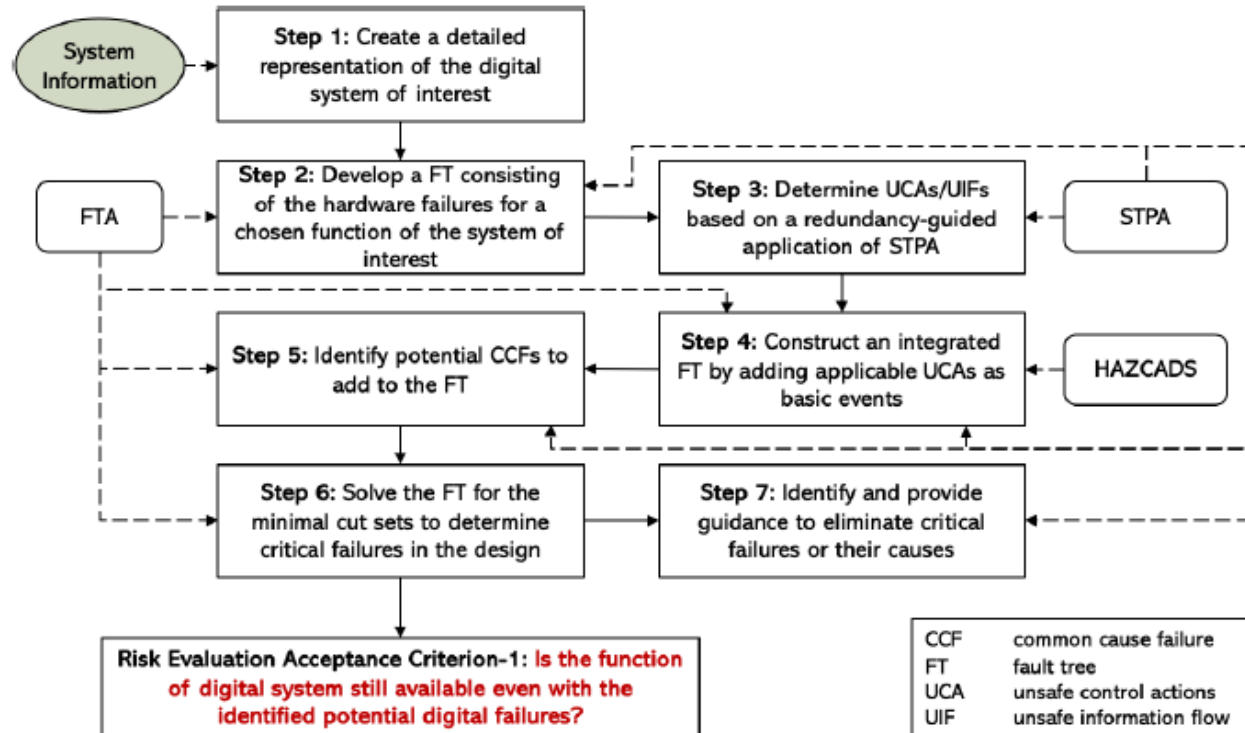 System
Information
Step 1: Create a detailed
representation of the digital
system of interest
FTA
Step 2: Develop a FT consisting
of the hardware failures for a
chosen function of the system of
interest
Step 3: Determine UCAs/UIFs
based on a redundancy-guided
application of STPA
STPA
Step 5: Identify potential CCFs to
add to the FT
Step 4: Construct an integrated
FT by adding applicable UCAs as
basic events
HAZCADS
Step 6: Solve the FT for the
minimal cut sets to determine
critical failures in the design
Step 7: Identify and provide
guidance to eliminate critical
failures or their causes
Risk Evaluation Acceptance Criterion-1: Is the function
of digital system still available even with the
identified potential digital failures?
CCF common cause failure
FT fault tree
UCA unsafe control actions
UIF unsafe information flow